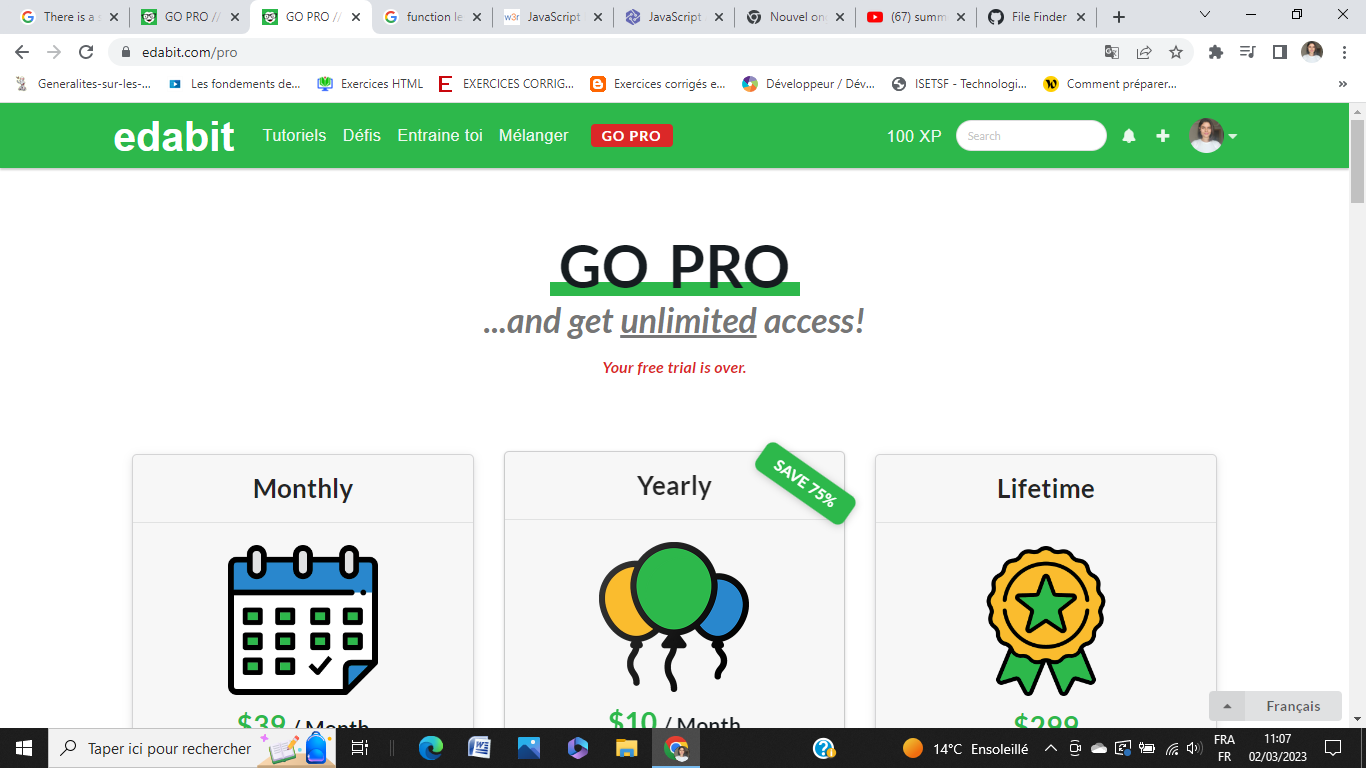 There is a s
GO PRO //
GO PRO //
function le
JavaScript
JavaScript
Nouvel on
(67) summ
File Finder
edabit.com/pro
Generalites-sur-les-...
Les fondements de...
Exercices HTML
EXERCICES CORRIG...
Exercices corrigés e...
Développeur / Dév...
ISETSF - Technologi...
Comment préparer...
edabit Tutoriels Défis Entraine toi Mélanger GO PRO 100 XP Search
GO PRO
...and get unlimited access!
Your free trial is over.
Monthly
Yearly
SAVE 75%
Lifetime
$39 / Month
$10 / Month
$299
Français
Taper ici pour rechercher
14°C Ensoleillé
FRA
FR
11:07
02/03/2023